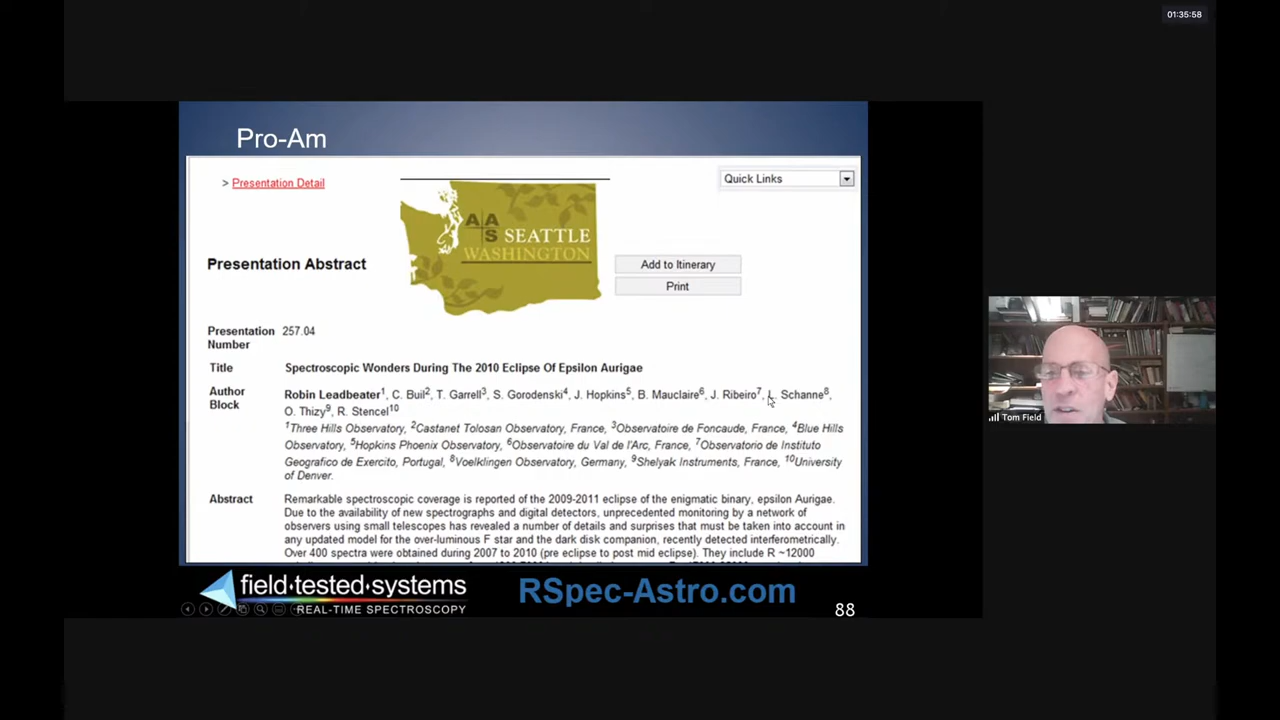 01:35:58
Pro-Am
> Presentation Detail
Quick Links
AAS SEATTLE
WASHINGTON
Presentation Abstract
Add to Itinerary
Print
Presentation Number 257.04
Title Spectroscopic Wonders During The 2010 Eclipse Of Epsilon Aurigae
Author Block Robin Leadbeater1, C. Buil2, T. Garrell3, S. Gorodenski4, J. Hopkins5, B. Mauclaire6, J. Ribeiro7, L. Schanne8,
O. Thizy9, R. Stencel10
1Three Hills Observatory, 2Castanet Tolosan Observatory, France, 3Observatoire de Foncaude, France, 4Blue Hills
Observatory, 5Hopkins Phoenix Observatory, 6Observatoire du Val de l'Arc, France, 7Observatorio de Instituto
Geografico de Exercito, Portugal, 8Voelklingen Observatory, Germany, 9Shelyak Instruments, France, 10University
of Denver.
Abstract Remarkable spectroscopic coverage is reported of the 2009-2011 eclipse of the enigmatic binary, epsilon Aurigae.
Due to the availability of new spectrographs and digital detectors, unprecedented monitoring by a network of
observers using small telescopes has revealed a number of details and surprises that must be taken into account in
any updated model for the over-luminous F star and the dark disk companion, recently detected interferometrically.
Over 400 spectra were obtained during 2007 to 2010 (pre eclipse to post mid eclipse). They include R ~12000
Tom Field
field·tested·systems
REAL-TIME SPECTROSCOPY
RSpec-Astro.com
88